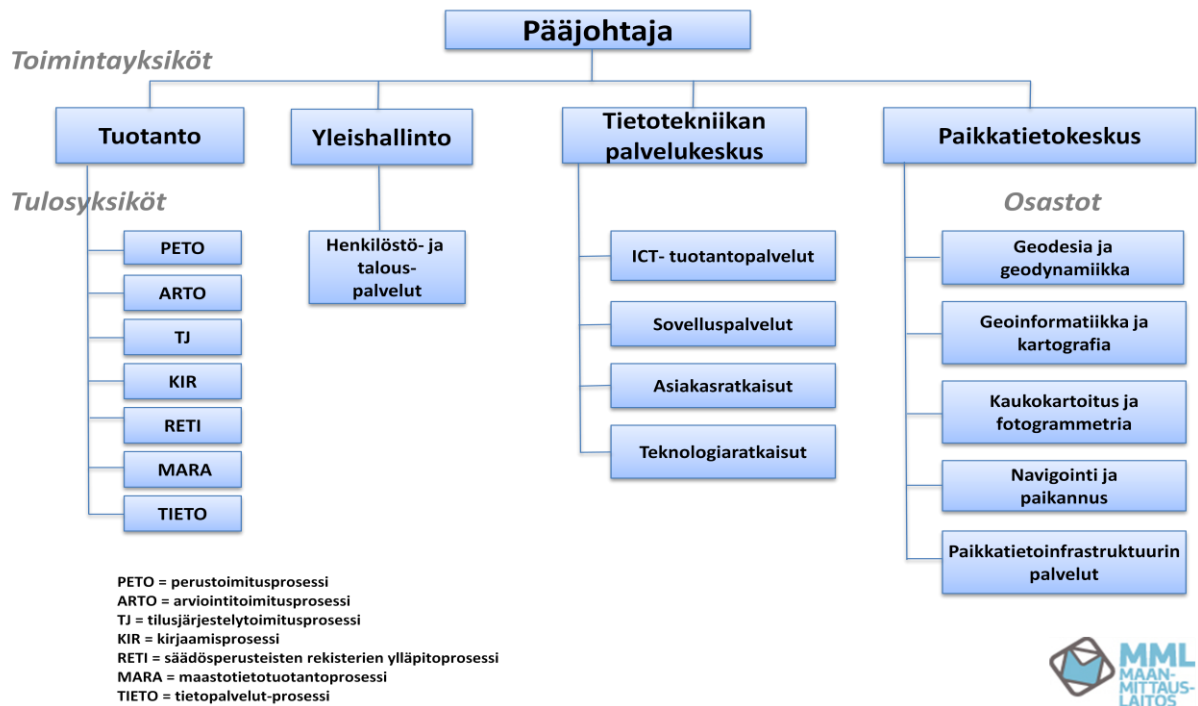 Pääjohtaja
Toimintayksiköt
Tuotanto
Yleishallinto
Tietotekniikan
palvelukeskus
Paikkatietokeskus
Tulosyksiköt
Osastot
PETO
ARTO
TJ
KIR
RETI
MARA
TIETO
Henkilöstö- ja
talous-
palvelut
ICT- tuotantopalvelut
Sovelluspalvelut
Asiakasratkaisut
Teknologiaratkaisut
Geodesia ja
geodynamiikka
Geoinformatiikka ja
kartografia
Kaukokartoitus ja
fotogrammetria
Navigointi ja
paikannus
Paikkatietoinfrastruktuurin
palvelut
PETO = perustoimitusprosessi
ARTO = arviointitoimitusprosessi
TJ = tilusjärjestelytoimitusprosessi
KIR = kirjaamisprosessi
RETI = säädösperusteisten rekisterien ylläpitoprosessi
MARA = maastotietotuotantoprosessi
TIETO = tietopalvelut-prosessi
MML
MAAN-
MITTAUS-
LAITOS